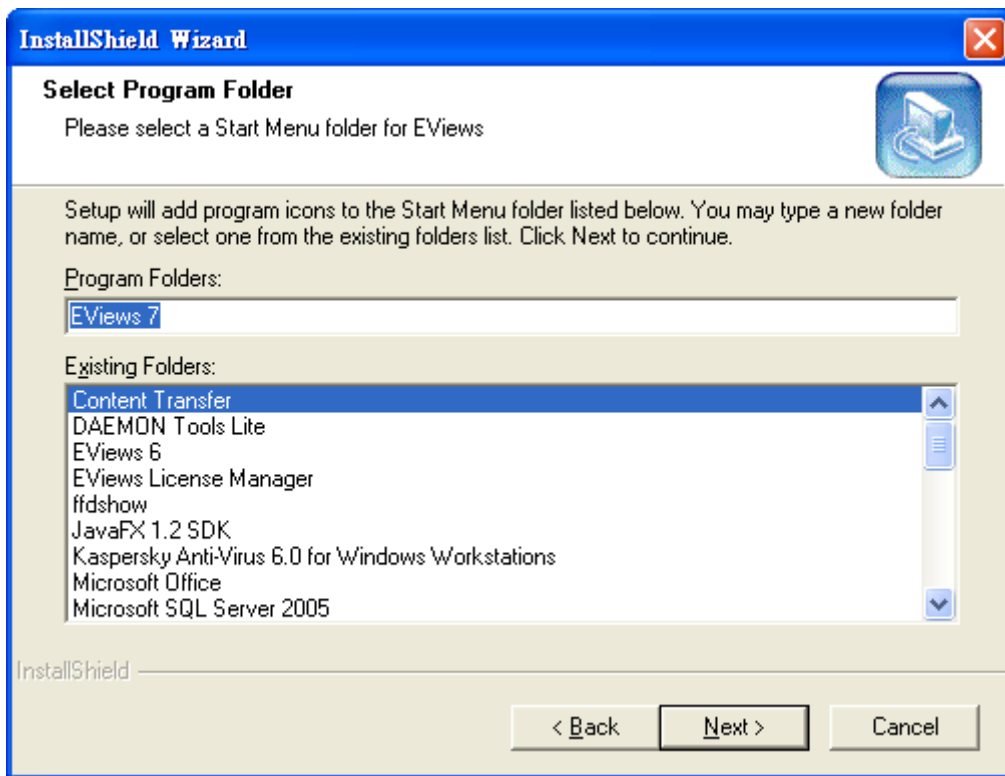 InstallShield Wizard
Select Program Folder
Please select a Start Menu folder for EViews
Setup will add program icons to the Start Menu folder listed below. You may type a new folder
name, or select one from the existing folders list. Click Next to continue.
Program Folders:
EViews 7
Existing Folders:
Content Transfer
DAEMON Tools Lite
EViews 6
EViews License Manager
ffdshow
JavaFX 1.2 SDK
Kaspersky Anti-Virus 6.0 for Windows Workstations
Microsoft Office
Microsoft SQL Server 2005
InstallShield
< Back
Next >
Cancel